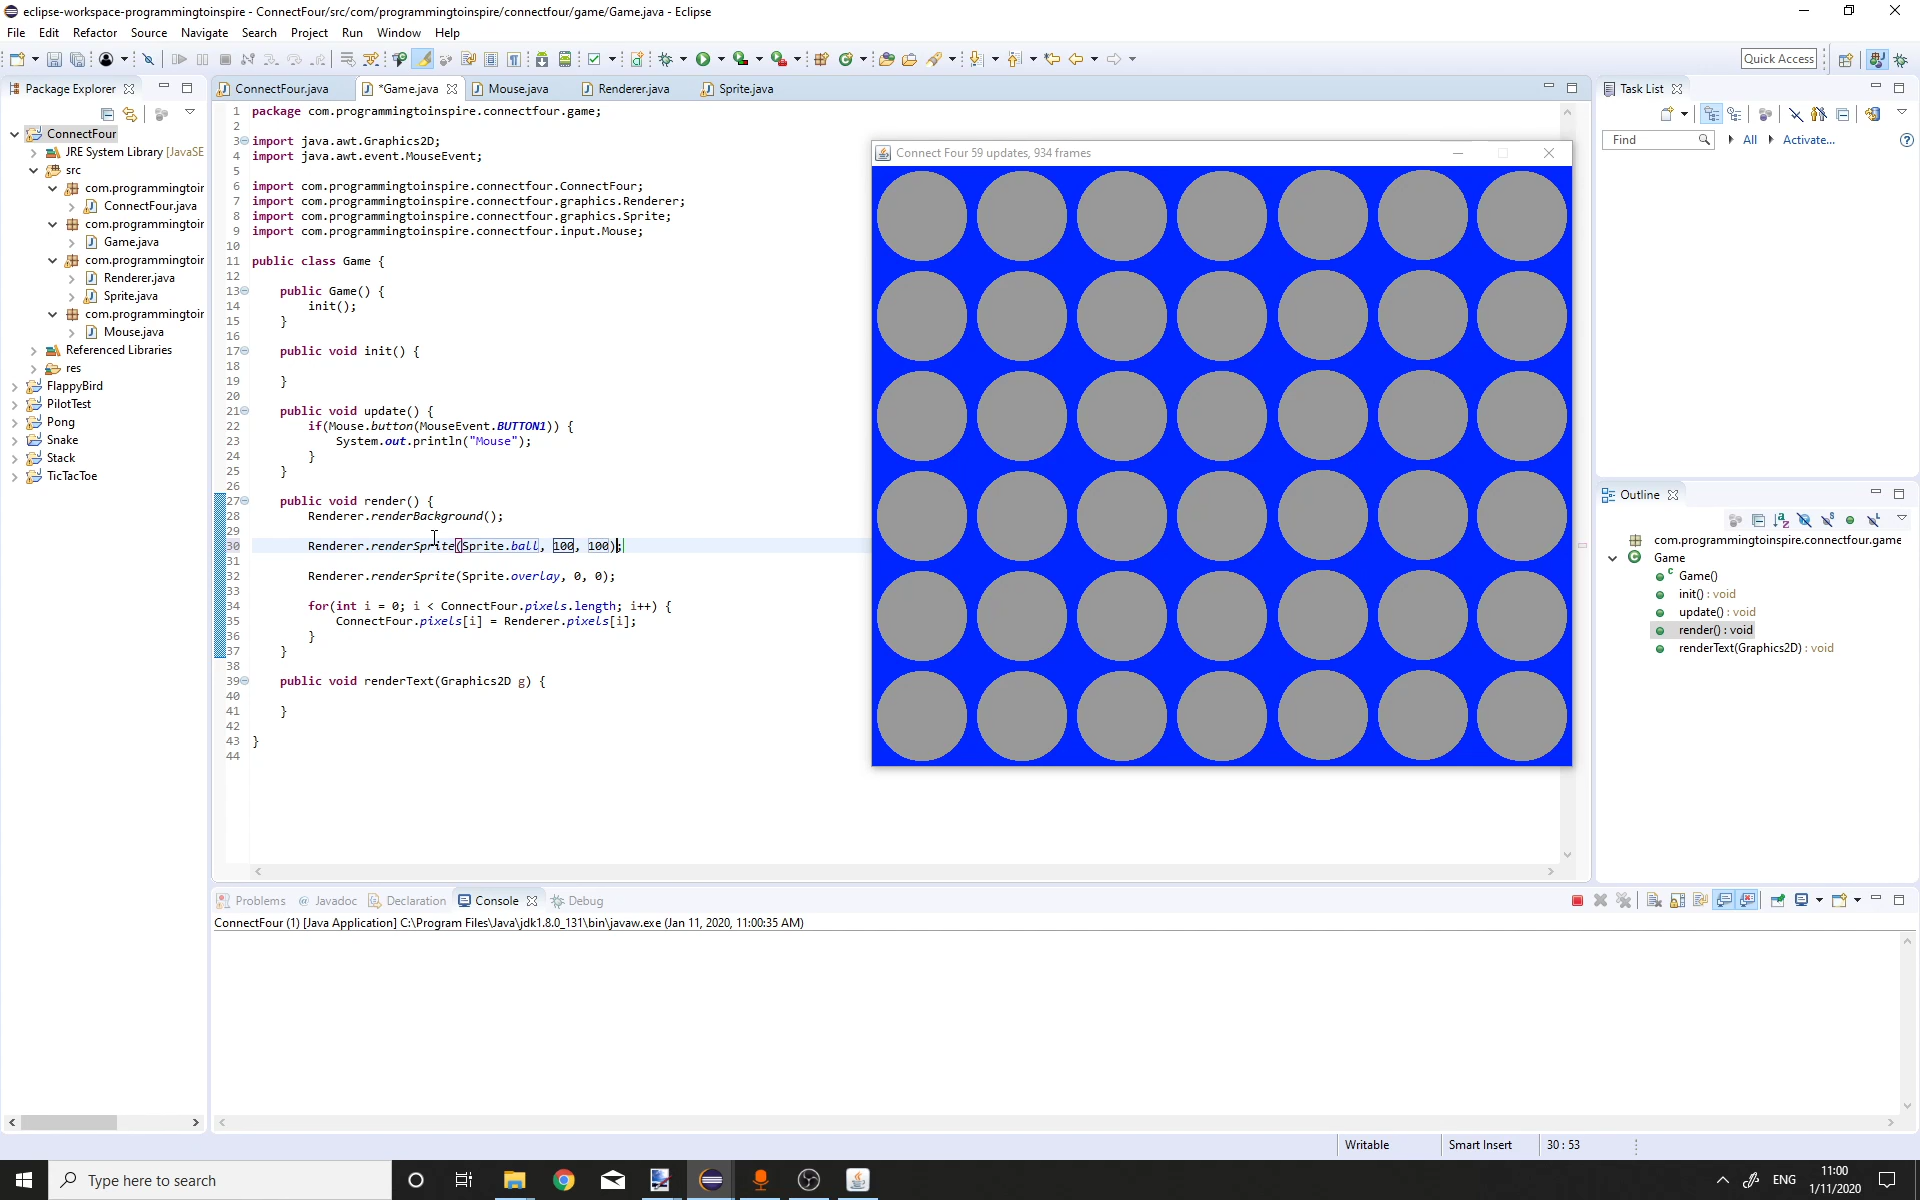 eclipse-workspace-programmingtoinspire - ConnectFour/src/com/programmingtoinspire/connectfour/game/Game.java - Eclipse
File Edit Refactor Source Navigate Search Project Run Window Help
Quick Access
Package Explorer
ConnectFour
JRE System Library [JavaSE
src
com.programmingtoir
ConnectFour.java
com.programmingtoir
Game.java
com.programmingtoir
Renderer.java
Sprite.java
com.programmingtoir
Mouse.java
Referenced Libraries
res
FlappyBird
PilotTest
Pong
Snake
Stack
TicTacToe
ConnectFour.java *Game.java Mouse.java Renderer.java Sprite.java
1 package com.programmingtoinspire.connectfour.game;
2
3 import java.awt.Graphics2D;
4 import java.awt.event.MouseEvent;
5
6 import com.programmingtoinspire.connectfour.ConnectFour;
7 import com.programmingtoinspire.connectfour.graphics.Renderer;
8 import com.programmingtoinspire.connectfour.graphics.Sprite;
9 import com.programmingtoinspire.connectfour.input.Mouse;
10
11 public class Game {
12
13 public Game() {
14 init();
15 }
16
17 public void init() {
18
19 }
20
21 public void update() {
22 if(Mouse.button(MouseEvent.BUTTON1)) {
23 System.out.println("Mouse");
24 }
25 }
26
27 public void render() {
28 Renderer.renderBackground();
29
30 Renderer.renderSprite(Sprite.ball, 100, 100);
31
32 Renderer.renderSprite(Sprite.overlay, 0, 0);
33
34 for(int i = 0; i < ConnectFour.pixels.length; i++) {
35 ConnectFour.pixels[i] = Renderer.pixels[i];
36 }
37 }
38
39 public void renderText(Graphics2D g) {
40
41 }
42
43 }
44
Connect Four 59 updates, 934 frames
Task List
Find All Activate...
Outline
com.programmingtoinspire.connectfour.game
Game
Game()
init() : void
update() : void
render() : void
renderText(Graphics2D) : void
Problems Javadoc Declaration Console Debug
ConnectFour (1) [Java Application] C:\Program Files\Java\jdk1.8.0_131\bin\javaw.exe (Jan 11, 2020, 11:00:35 AM)
Writable Smart Insert 30 : 53
Type here to search
ENG
11:00
1/11/2020